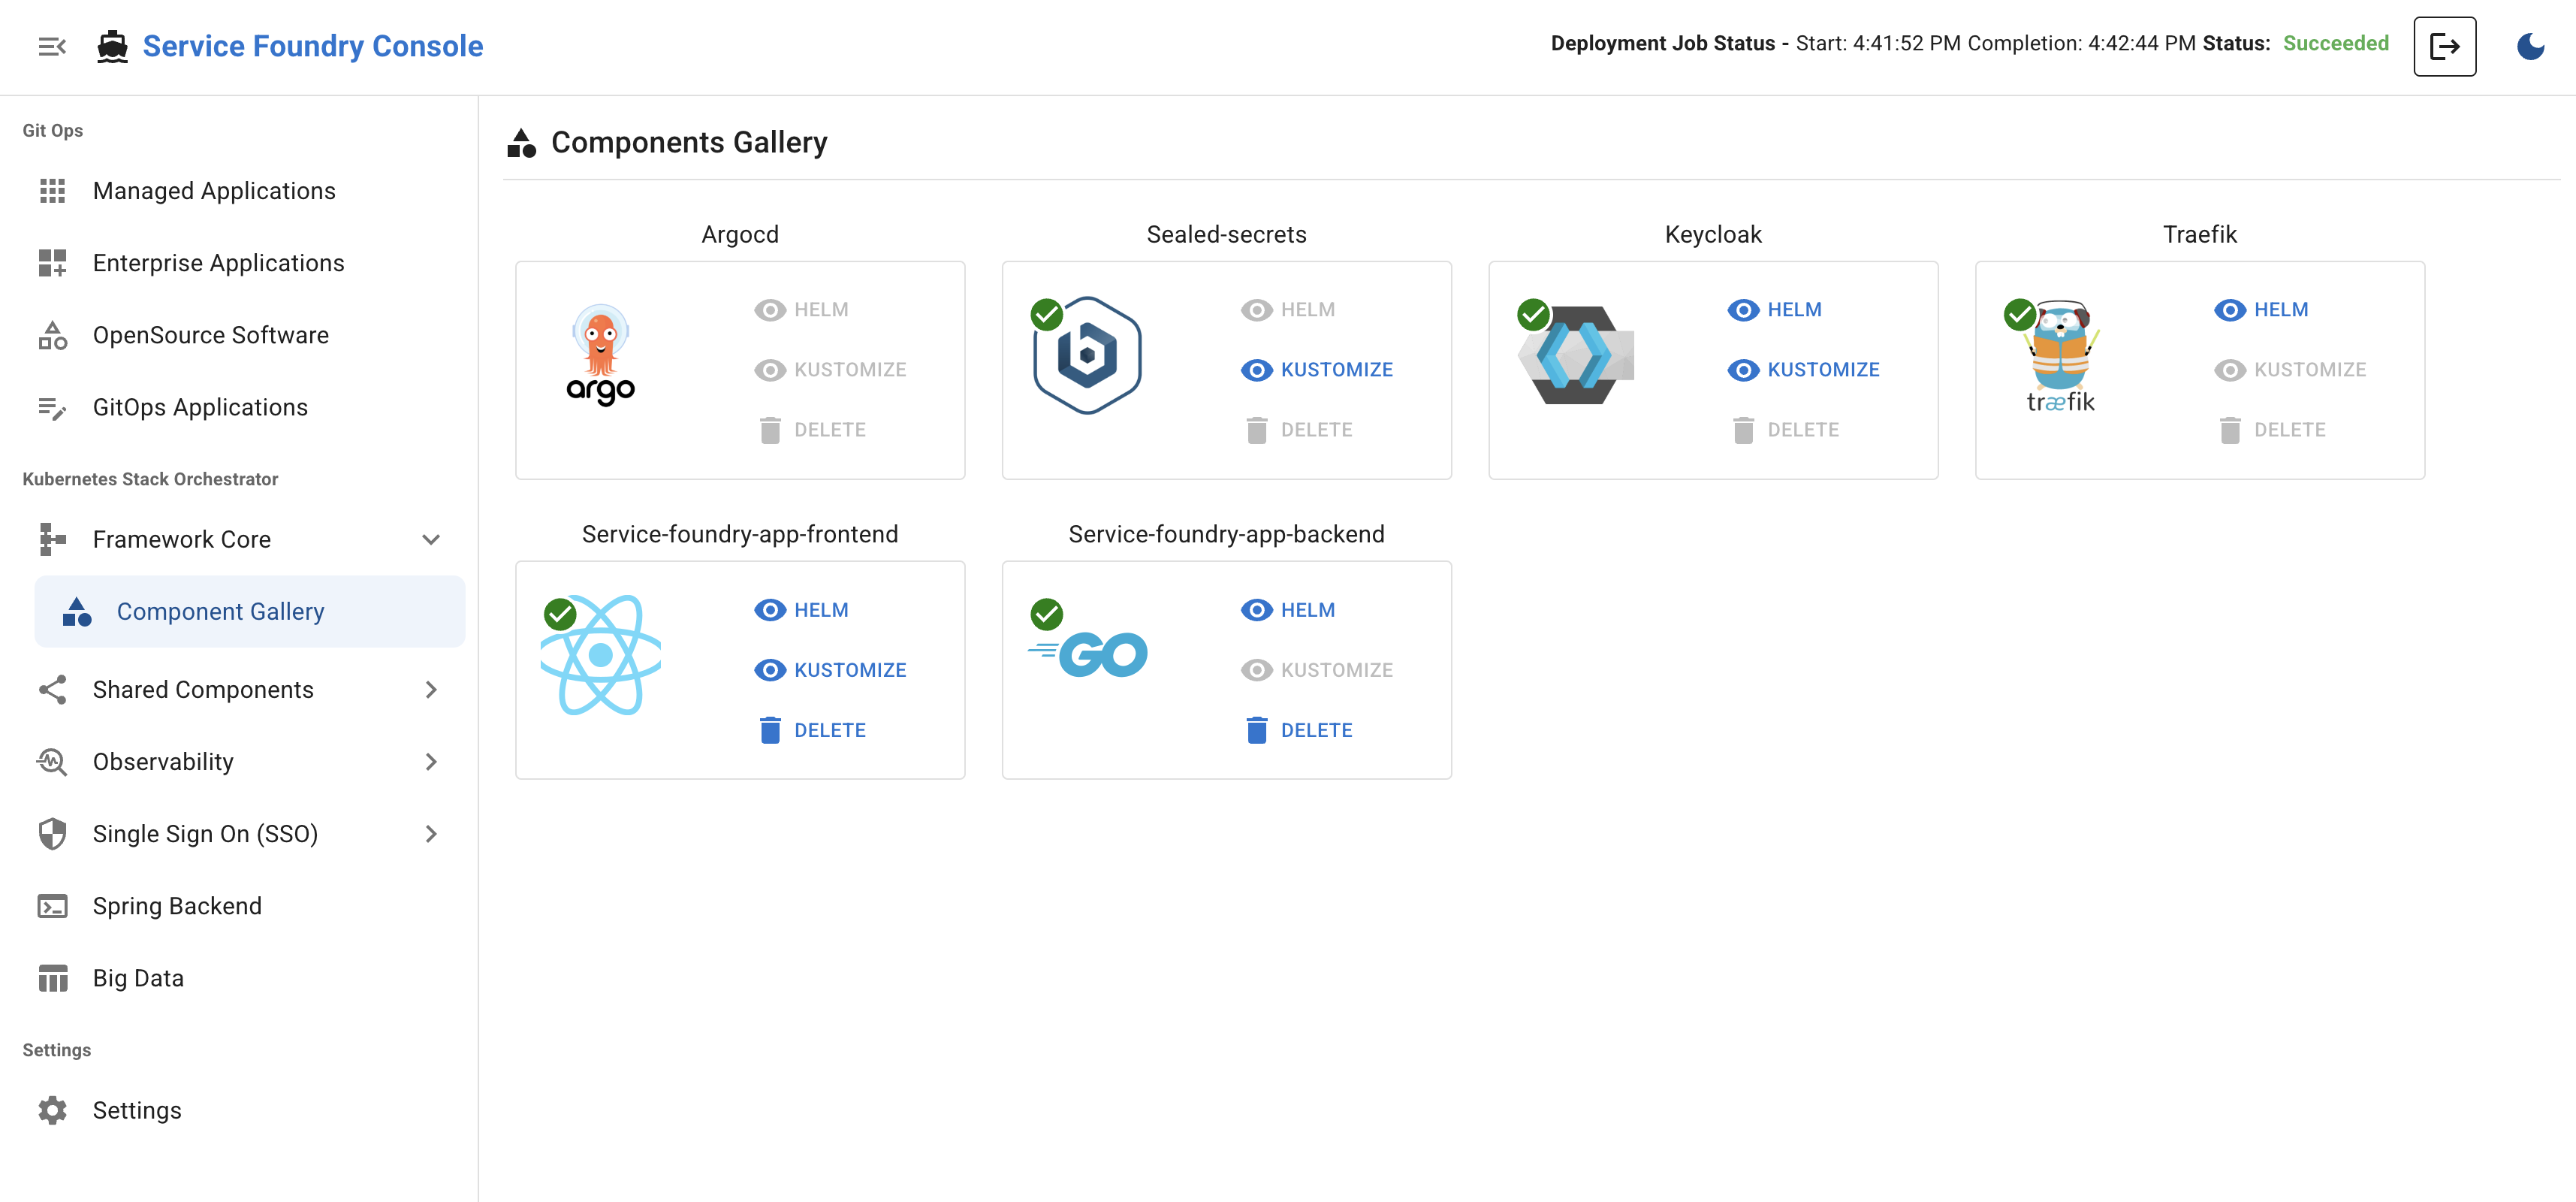 Service Foundry Console
Deployment Job Status - Start: 4:41:52 PM Completion: 4:42:44 PM Status: Succeeded
Git Ops
Managed Applications
Enterprise Applications
OpenSource Software
GitOps Applications
Kubernetes Stack Orchestrator
Framework Core
Component Gallery
Shared Components
Observability
Single Sign On (SSO)
Spring Backend
Big Data
Settings
Settings
Components Gallery
Argocd
argo
HELM
KUSTOMIZE
DELETE
Sealed-secrets
b
HELM
KUSTOMIZE
DELETE
Keycloak
HELM
KUSTOMIZE
DELETE
Traefik
træfik
HELM
KUSTOMIZE
DELETE
Service-foundry-app-frontend
HELM
KUSTOMIZE
DELETE
Service-foundry-app-backend
GO
HELM
KUSTOMIZE
DELETE